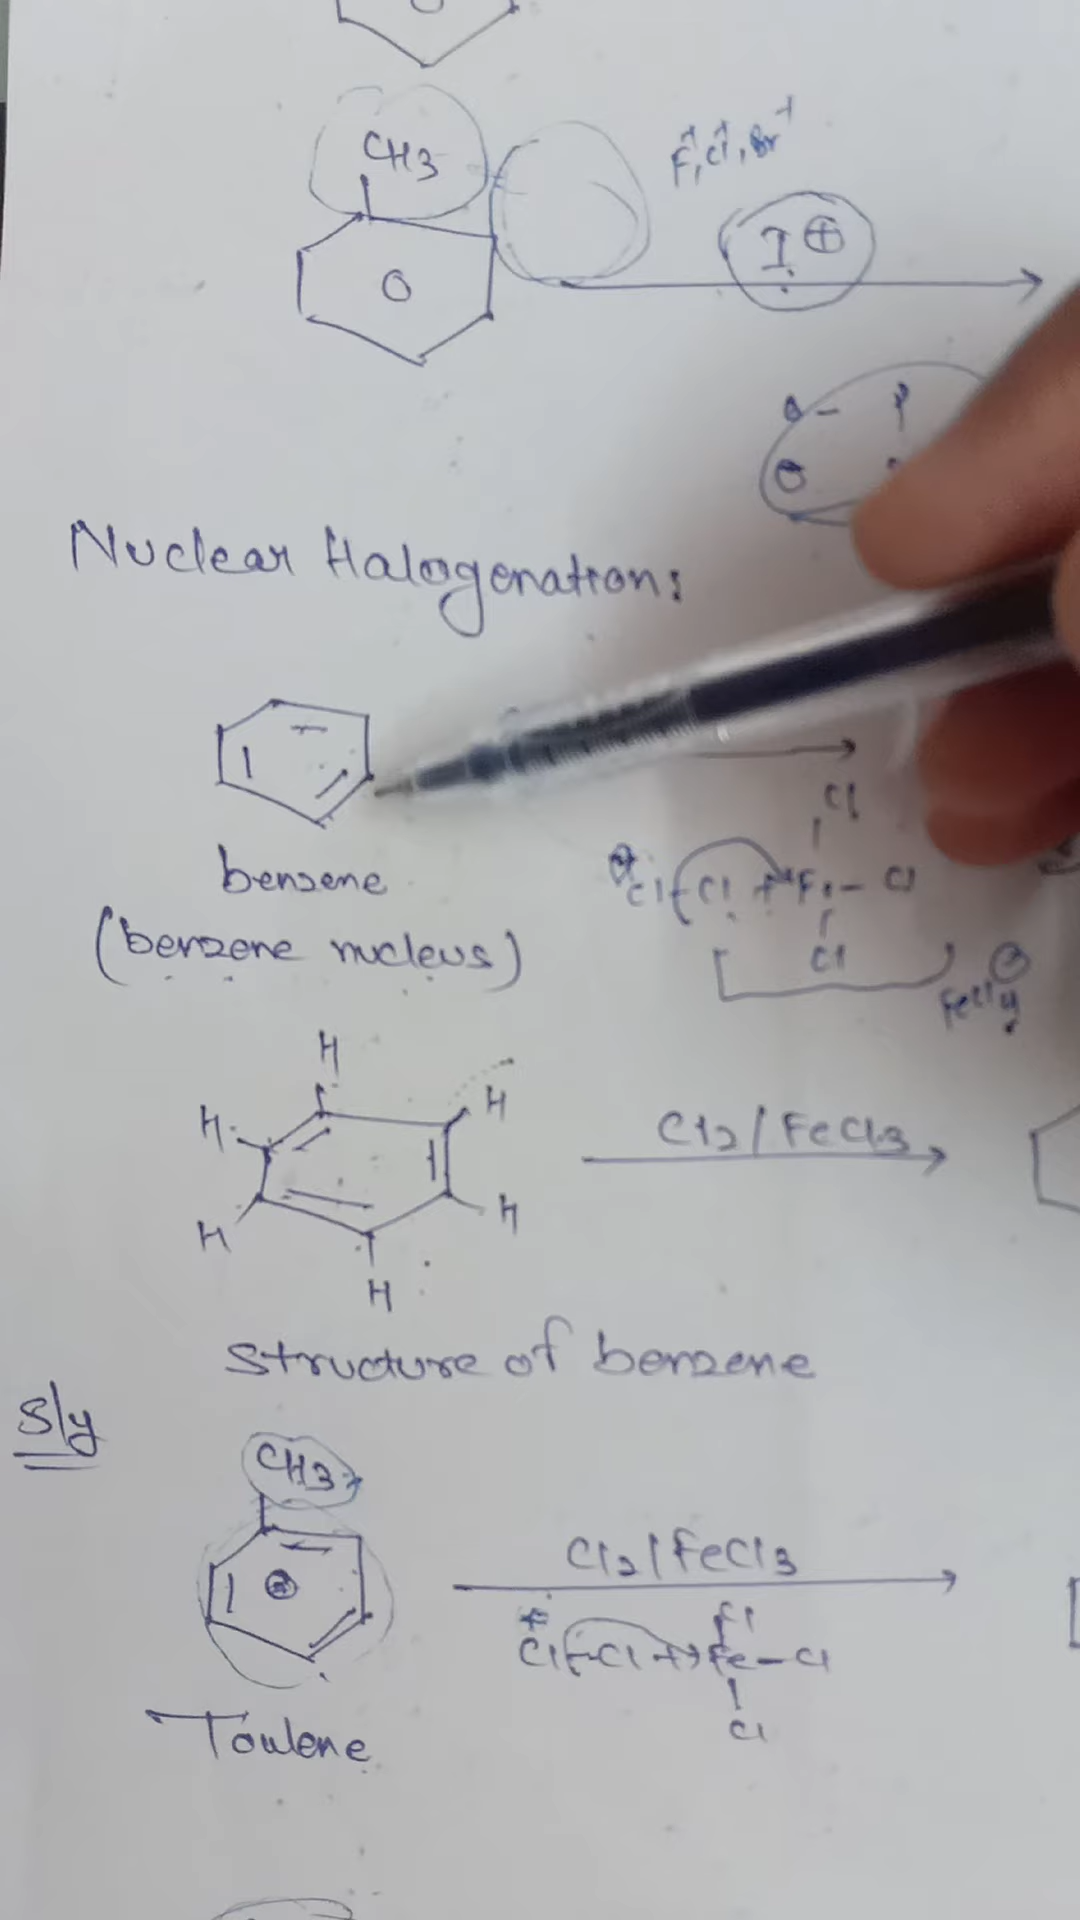 CH3
F+, Cl+, Br+
I⊕
O
Nuclear Halogenation:
benzene
(benzene nucleus)
Cl
Cl-Cl + Fe-Cl
Cl
FeCl4
H
H H
Cl2/FeCl3
H H
H
Structure of benzene
S/y
CH3
Cl2/FeCl3
+ Cl
Cl-Cl + Fe-Cl
Cl
Toulene